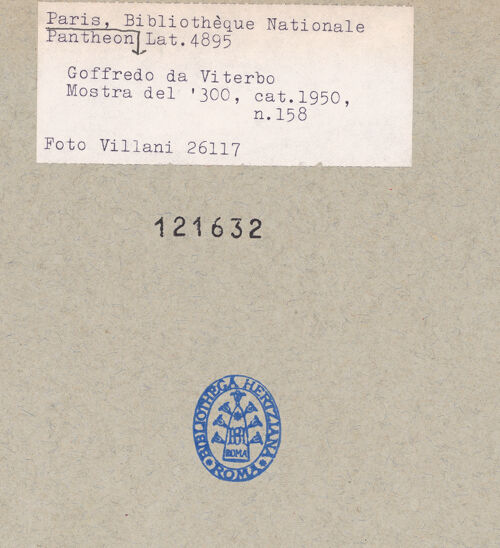 Paris, Bibliothèque Nationale
Pantheon Lat.4895
Goffredo da Viterbo
Mostra del '300, cat.1950,
n.158
Foto Villani 26117
121632
BIBLIOTHECA HERTZIANA
ROMA
BH
ROMA